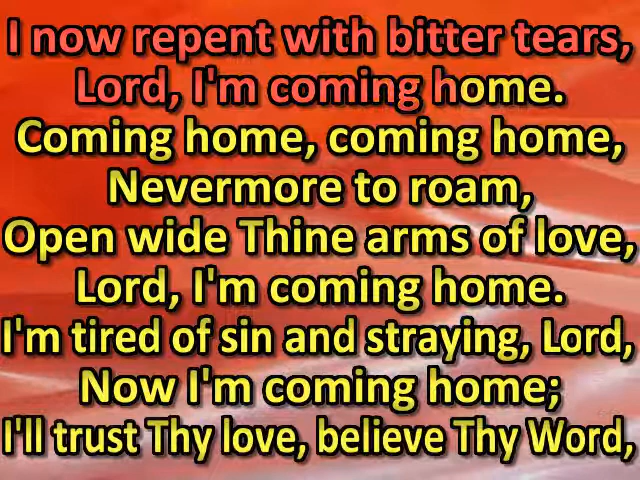 I now repent with bitter tears,
Lord, I'm coming home.
Coming home, coming home,
Nevermore to roam,
Open wide Thine arms of love,
Lord, I'm coming home.
I'm tired of sin and straying, Lord,
Now I'm coming home;
I'll trust Thy love, believe Thy Word,